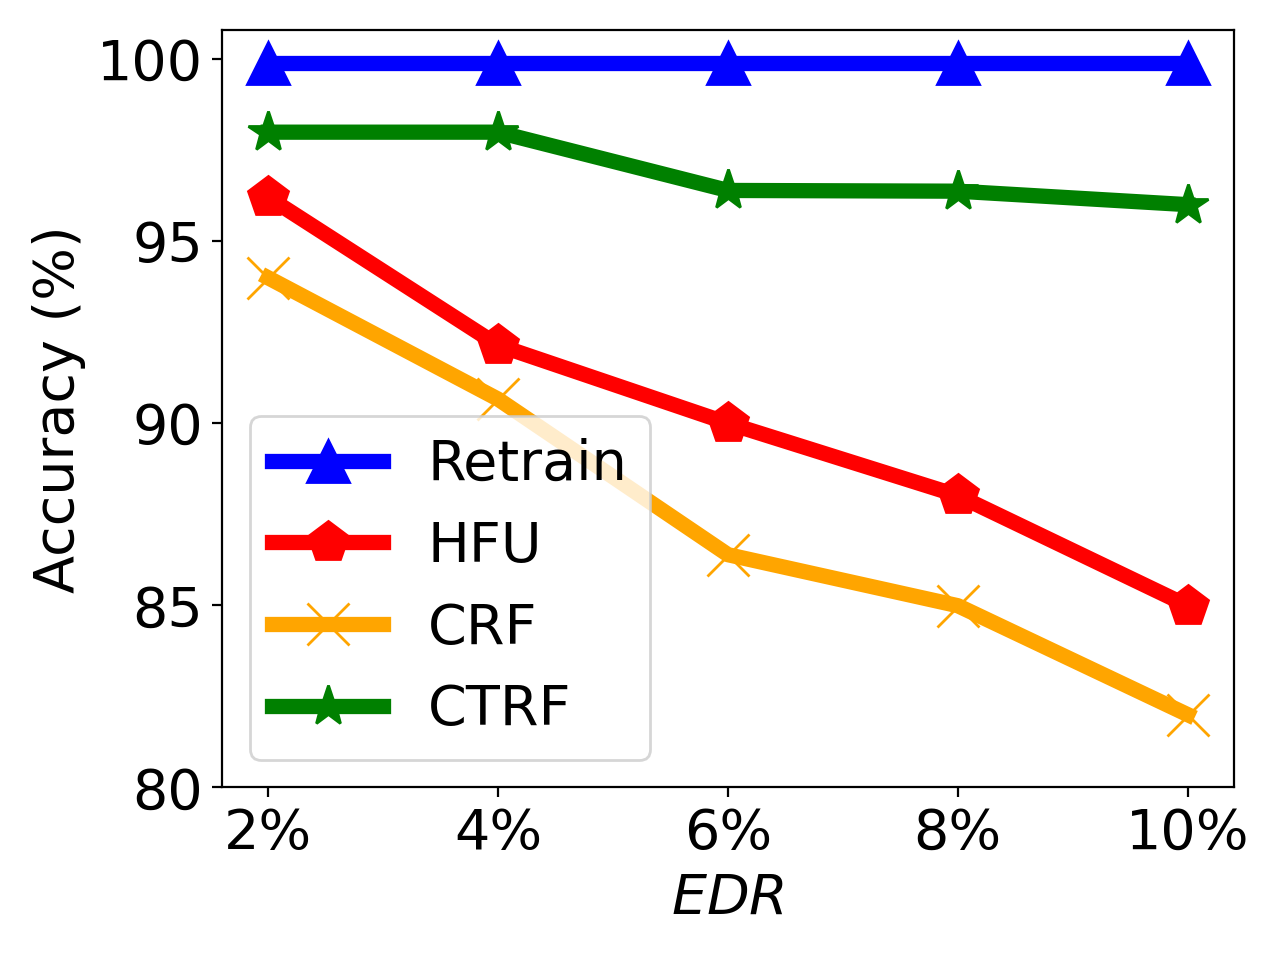 100
95
90
85
80
Accuracy (%)
Retrain
HFU
CRF
CTRF
2% 4% 6% 8% 10%
EDR